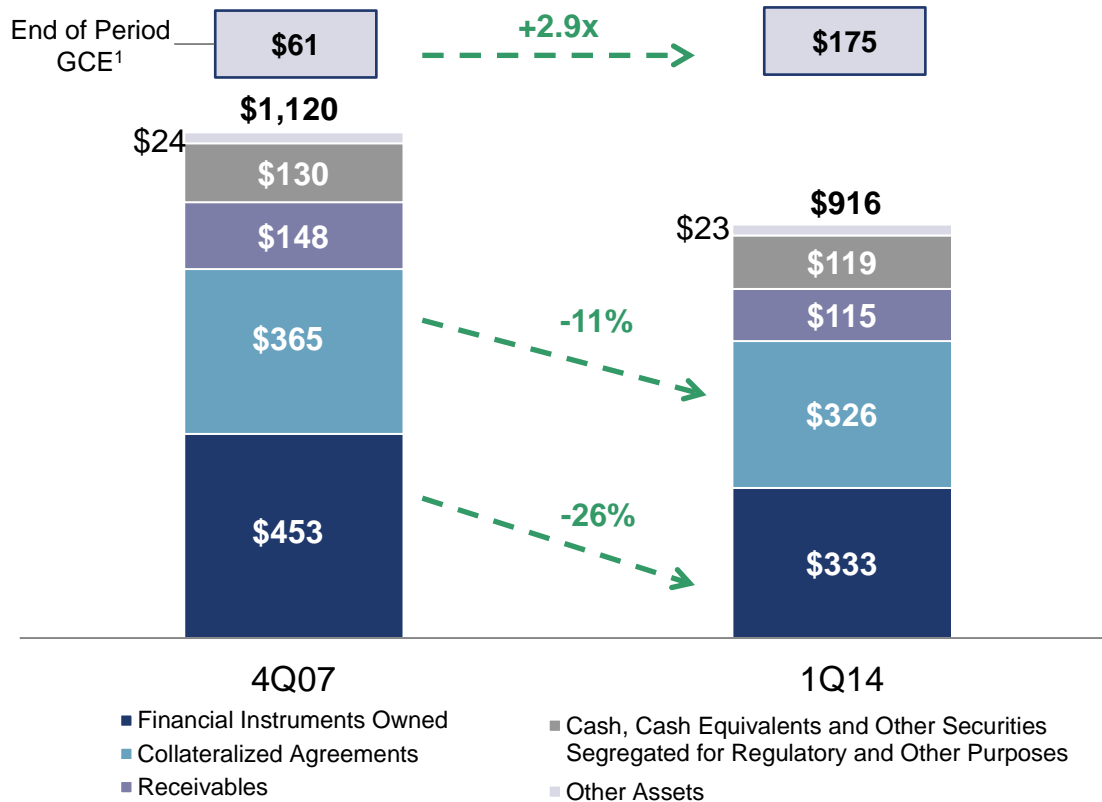 End of Period
GCE¹
$61
+2.9x
$175
$1,120
$24
$130
$148
$365
$453
-11%
-26%
$916
$23
$119
$115
$326
$333
4Q07
1Q14
Financial Instruments Owned
Collateralized Agreements
Receivables
Cash, Cash Equivalents and Other Securities
Segregated for Regulatory and Other Purposes
Other Assets